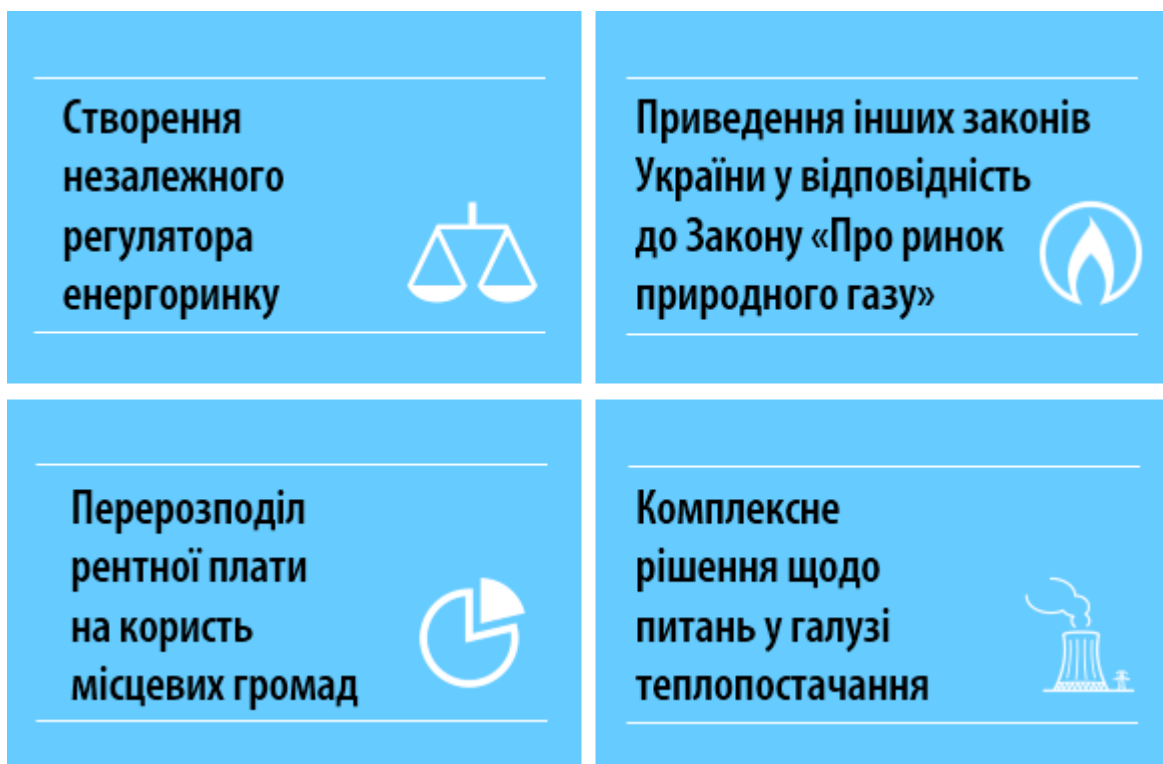 Створення
незалежного
регулятора
енергоринку
Приведення інших законів
України у відповідність
до Закону «Про ринок
природного газу»
Перерозподіл
рентної плати
на користь
місцевих громад
Комплексне
рішення щодо
питань у галузі
теплопостачання